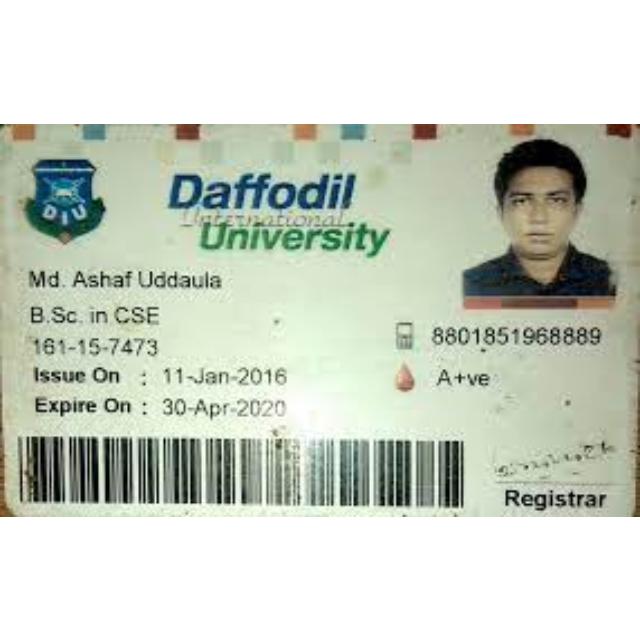 DIU
Daffodil
International
University
Md. Ashaf Uddaula
B.Sc. in CSE
161-15-7473
Issue On : 11-Jan-2016
Expire On : 30-Apr-2020
8801851968889
A+ve
Registrar